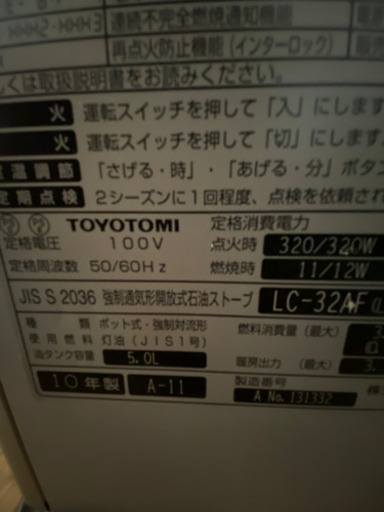 HHH2-HHH3 連続不完全燃焼通知機能
再点火防止機能(インターロック)
くは取扱説明書をお読みください。
火 運転スイッチを押して「入」にします
火 運転スイッチを押して「切」にします
室温調節 「さげる・時」・「あげる・分」ボタン
定期点検 2シーズンに1回程度、点検を依頼され
TOYOTOMI 定格消費電力
定格電圧 100V 点火時 320/320W
定格周波数 50/60Hz 燃焼時 11/12W
JIS S 2036 強制通気形開放式石油ストーブ LC-32AF
種類 ポット式・強制対流形 燃料消費量(最大)
使用燃料 灯油(JIS1号)
油タンク容量 5.0L 暖房出力(最大) 3.
10年製 A-11 製造番号
A No. 131332